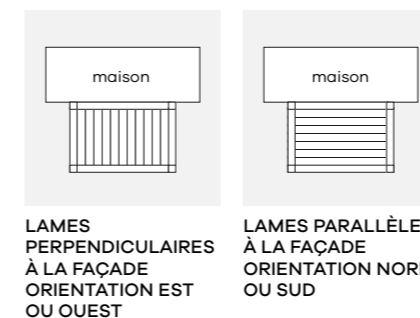 maison
LAMES
PERPENDICULAIRES
À LA FAÇADE
ORIENTATION EST
OU OUEST
maison
LAMES PARALLÈLE
À LA FAÇADE
ORIENTATION NOR
OU SUD